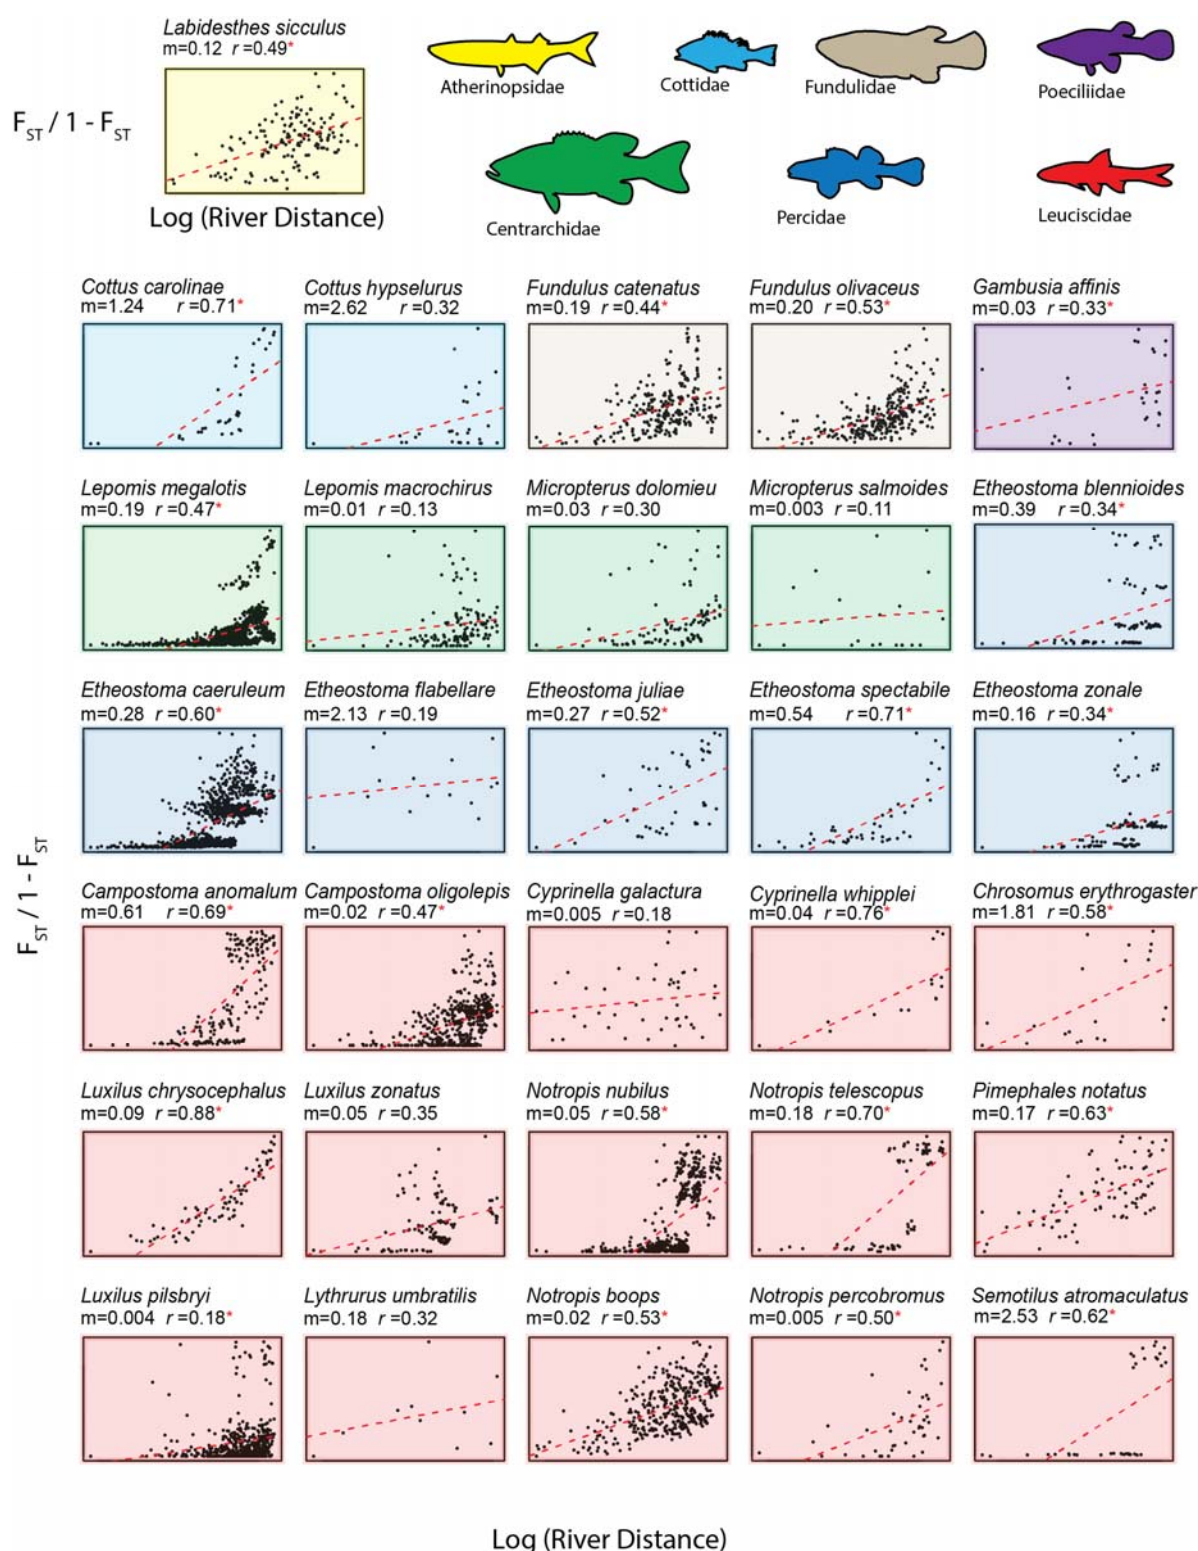 Labidesthes sicculus
m=0.12 r=0.49*
F_ST / 1 - F_ST
Log (River Distance)
Atherinopsidae
Cottidae
Fundulidae
Poeciliidae
Centrarchidae
Percidae
Leuciscidae
Cottus carolinae
m=1.24 r=0.71*
Cottus hypselurus
m=2.62 r=0.32
Fundulus catenatus
m=0.19 r=0.44*
Fundulus olivaceus
m=0.20 r=0.53*
Gambusia affinis
m=0.03 r=0.33*
Lepomis megalotis
m=0.19 r=0.47*
Lepomis macrochirus
m=0.01 r=0.13
Micropterus dolomieu
m=0.03 r=0.30
Micropterus salmoides
m=0.003 r=0.11
Etheostoma blennioides
m=0.39 r=0.34*
Etheostoma caeruleum
m=0.28 r=0.60*
Etheostoma flabellare
m=2.13 r=0.19
Etheostoma juliae
m=0.27 r=0.52*
Etheostoma spectabile
m=0.54 r=0.71*
Etheostoma zonale
m=0.16 r=0.34*
F_ST / 1 - F_ST
Campostoma anomalum
m=0.61 r=0.69*
Campostoma oligolepis
m=0.02 r=0.47*
Cyprinella galactura
m=0.005 r=0.18
Cyprinella whipplei
m=0.04 r=0.76*
Chrosomus erythrogaster
m=1.81 r=0.58*
Luxilus chrysocephalus
m=0.09 r=0.88*
Luxilus zonatus
m=0.05 r=0.35
Notropis nubilus
m=0.05 r=0.58*
Notropis telescopus
m=0.18 r=0.70*
Pimephales notatus
m=0.17 r=0.63*
Luxilus pilsbryi
m=0.004 r=0.18*
Lythrurus umbratilis
m=0.18 r=0.32
Notropis boops
m=0.02 r=0.53*
Notropis percobromus
m=0.005 r=0.50*
Semotilus atromaculatus
m=2.53 r=0.62*
Log (River Distance)